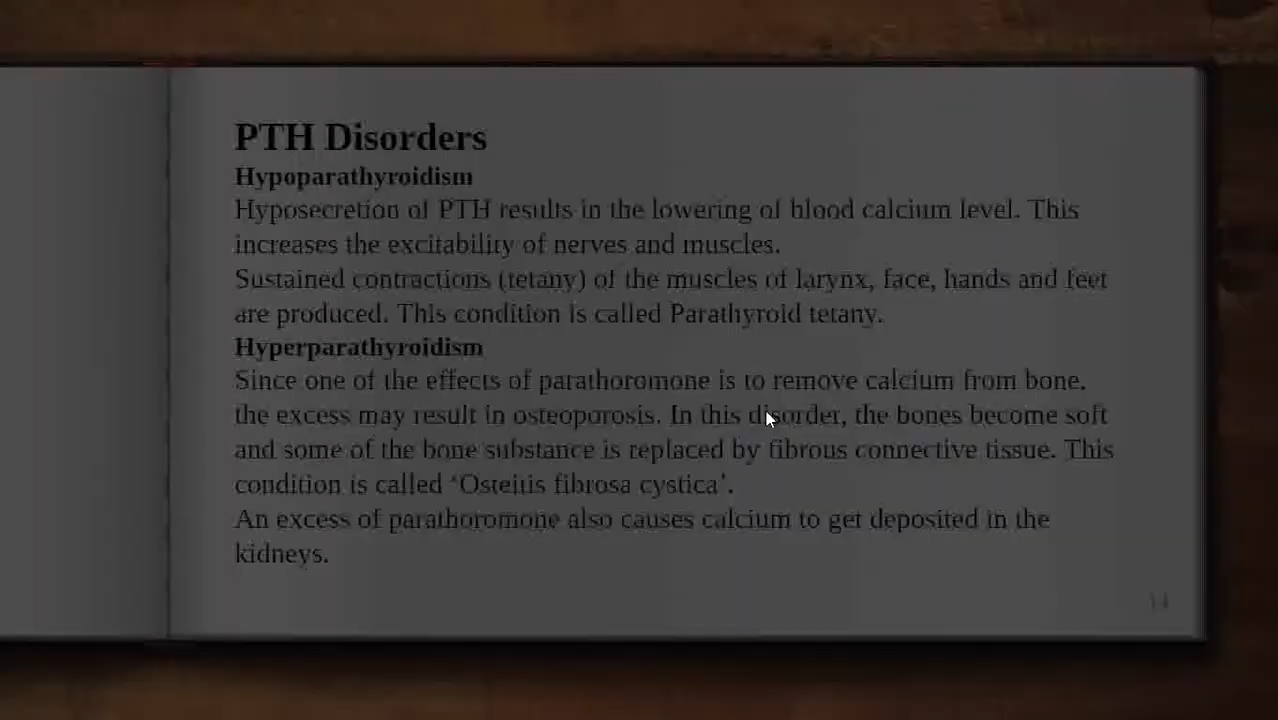 PTH Disorders
Hypoparathyroidism
Hyposecretion of PTH results in the lowering of blood calcium level. This
increases the excitability of nerves and muscles.
Sustained contractions (tetany) of the muscles of larynx, face, hands and feet
are produced. This condition is called Parathyroid tetany.
Hyperparathyroidism
Since one of the effects of parathoromone is to remove calcium from bone,
the excess may result in osteoporosis. In this disorder, the bones become soft
and some of the bone substance is replaced by fibrous connective tissue. This
condition is called ‘Osteitis fibrosa cystica’.
An excess of parathoromone also causes calcium to get deposited in the
kidneys.
14